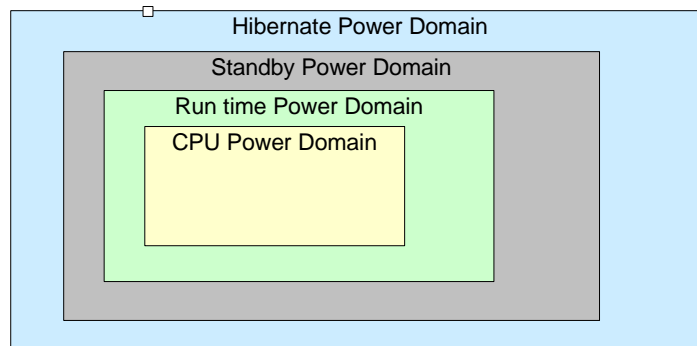 Hibernate Power Domain
Standby Power Domain
Run time Power Domain
CPU Power Domain